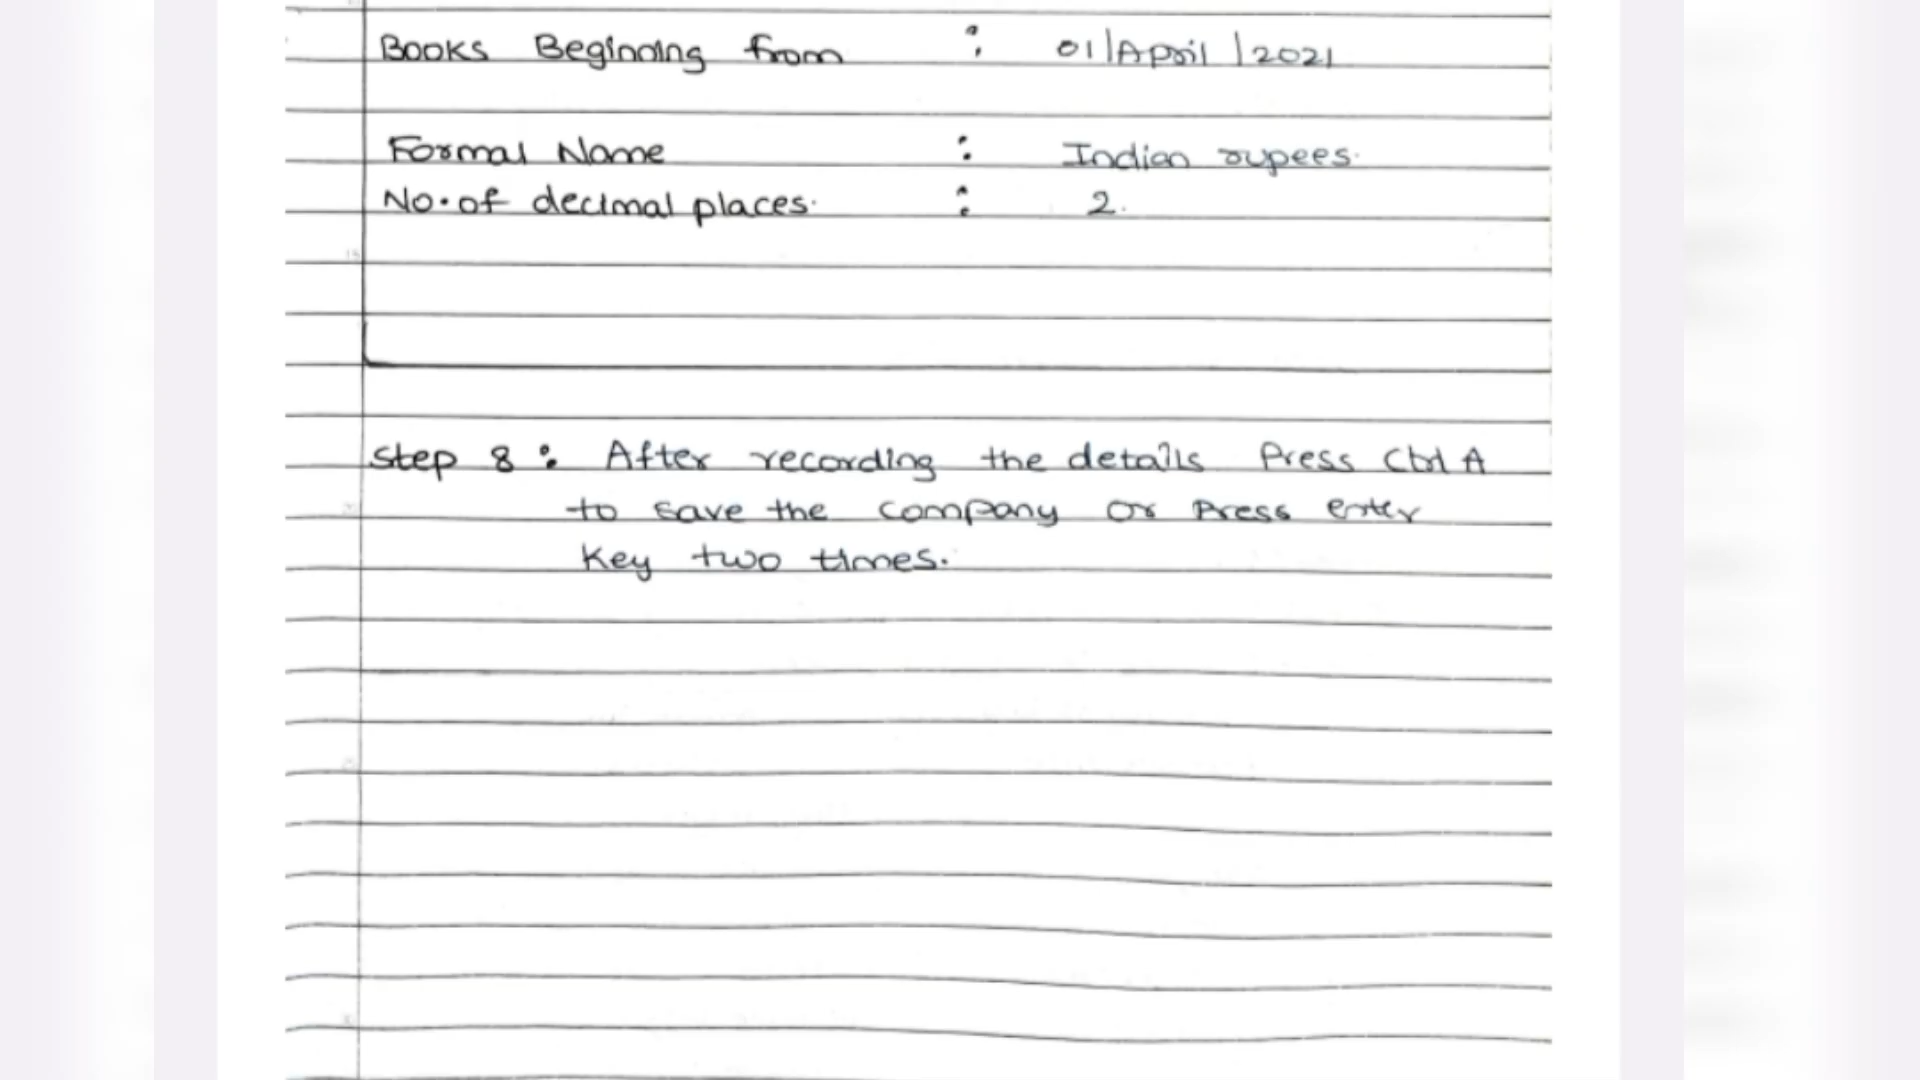 Books Beginning from : 01/April/2021
Formal Name : Indian rupees.
No. of decimal places. : 2.
Step 8 : After recording the details Press Ctrl A
to save the company or Press enter
key two times.